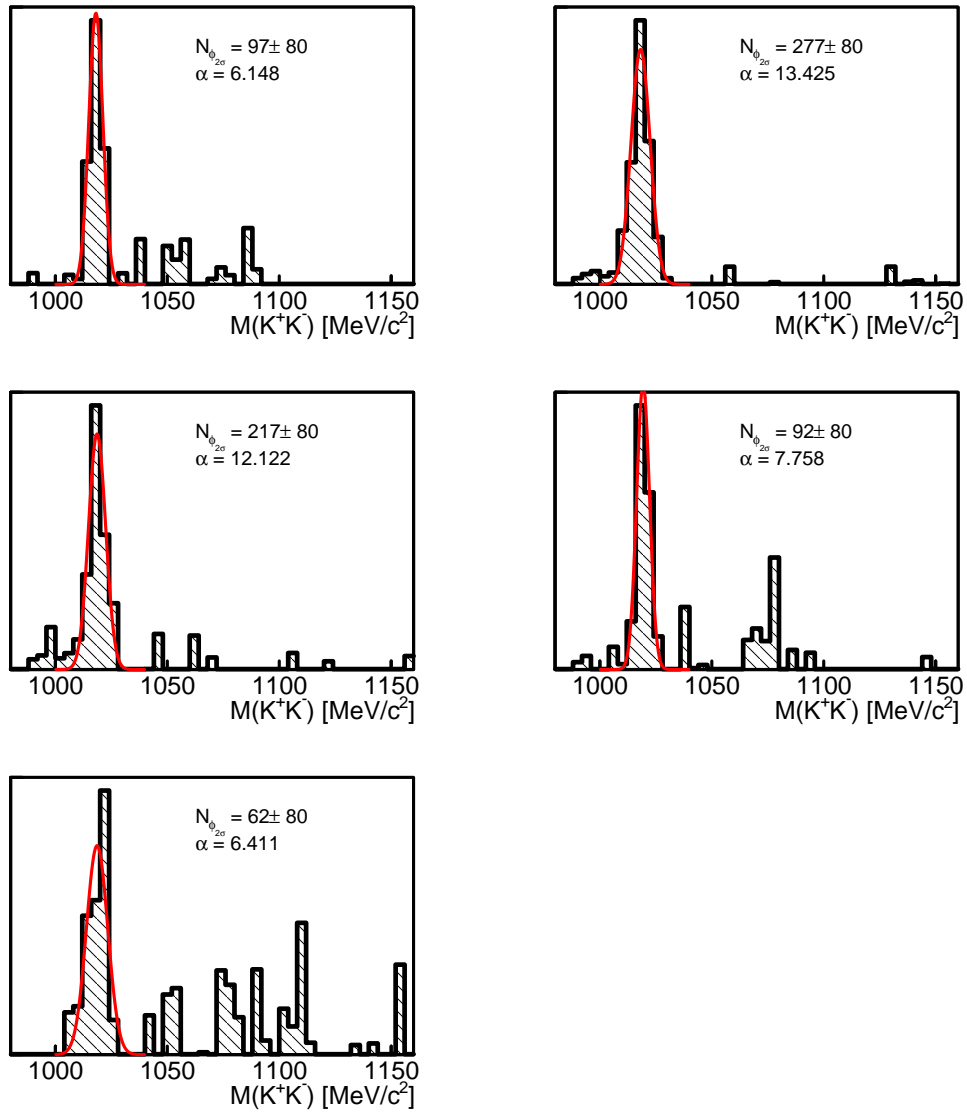 N_{ϕ_{2σ}} = 97± 80
α = 6.148
1000 1050 1100 1150
M(K⁺K⁻) [MeV/c²]
N_{ϕ_{2σ}} = 277± 80
α = 13.425
1000 1050 1100 1150
M(K⁺K⁻) [MeV/c²]
N_{ϕ_{2σ}} = 217± 80
α = 12.122
1000 1050 1100 1150
M(K⁺K⁻) [MeV/c²]
N_{ϕ_{2σ}} = 92± 80
α = 7.758
1000 1050 1100 1150
M(K⁺K⁻) [MeV/c²]
N_{ϕ_{2σ}} = 62± 80
α = 6.411
1000 1050 1100 1150
M(K⁺K⁻) [MeV/c²]